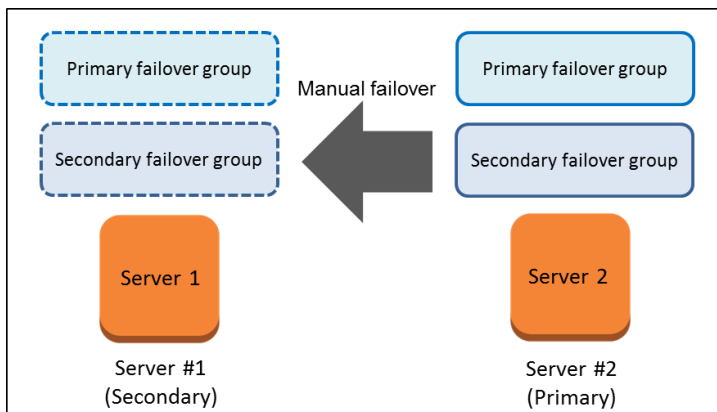 Primary failover group
Primary failover group
Manual failover
Secondary failover group
Secondary failover group
Server 1
Server 2
Server #1
(Secondary)
Server #2
(Primary)